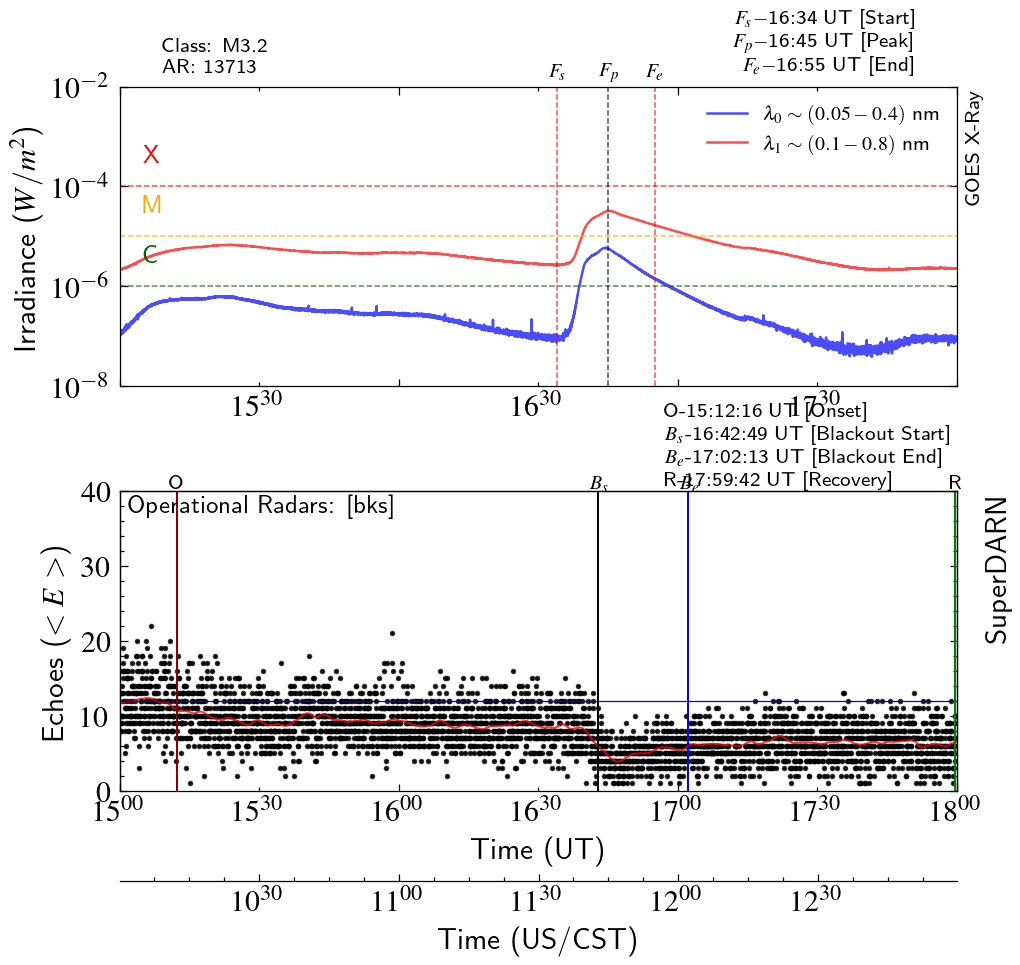 Class: M3.2
AR: 13713
F_s−16:34 UT [Start]
F_p−16:45 UT [Peak]
F_e−16:55 UT [End]
F_s F_p F_e
10^−2
10^−4
10^−6
10^−8
Irradiance (W/m^2)
X
M
C
λ_0 ∼ (0.05 − 0.4) nm
λ_1 ∼ (0.1 − 0.8) nm
GOES X-Ray
15^30 16^30 17^30
O-15:12:16 UT [Onset]
B_s-16:42:49 UT [Blackout Start]
B_e-17:02:13 UT [Blackout End]
R-17:59:42 UT [Recovery]
O B_s B_e R
Operational Radars: [bks]
40
30
20
10
0
Echoes (< E >)
SuperDARN
15^00 15^30 16^00 16^30 17^00 17^30 18^00
Time (UT)
10^30 11^00 11^30 12^00 12^30
Time (US/CST)